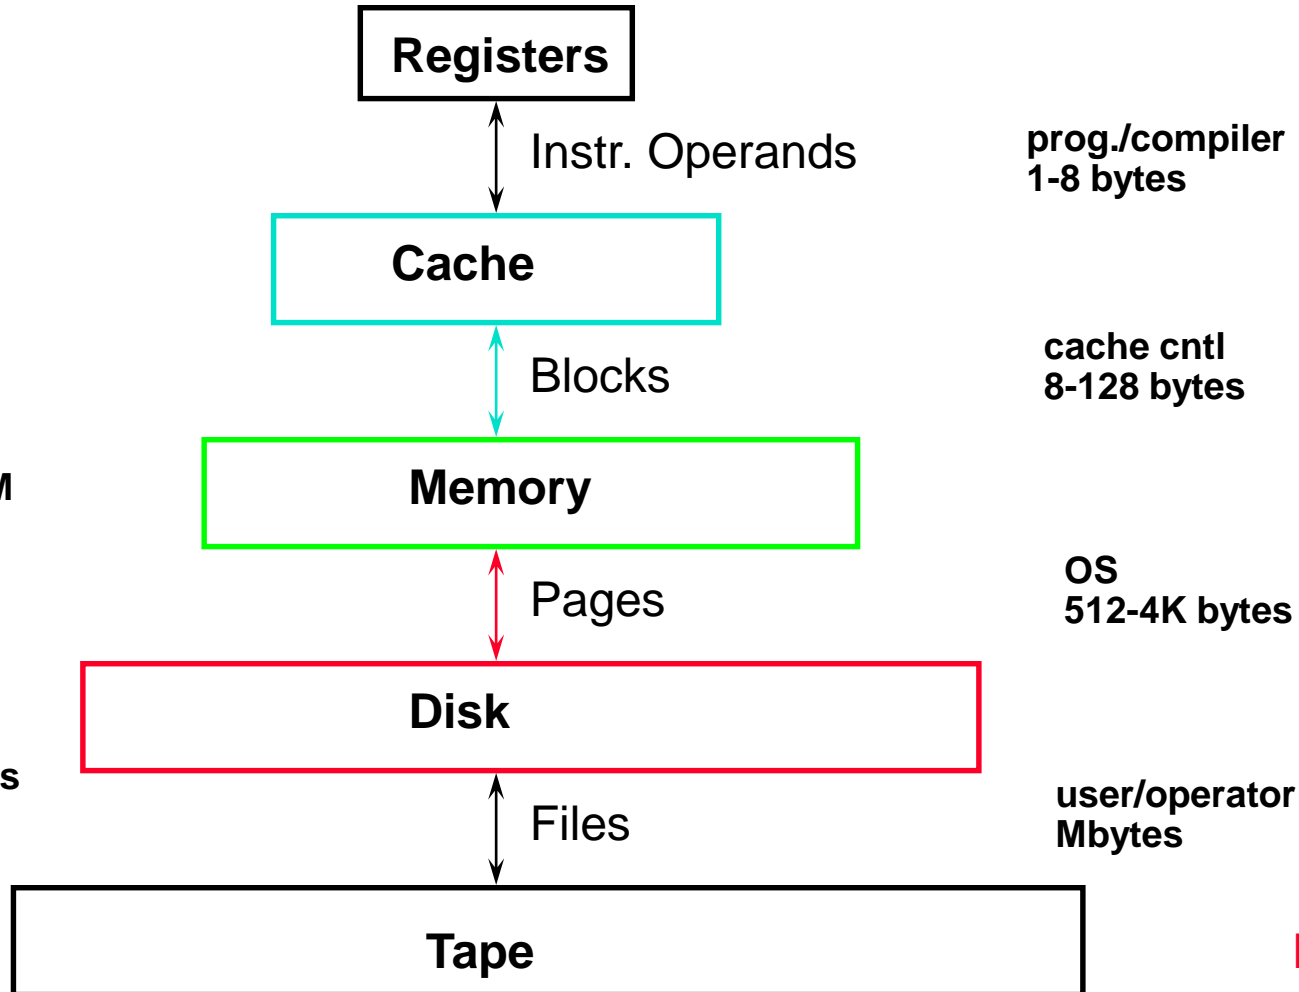 Registers
Instr. Operands
prog./compiler
1-8 bytes
Cache
Blocks
cache cntl
8-128 bytes
M
Memory
Pages
OS
512-4K bytes
Disk
s
Files
user/operator
Mbytes
Tape